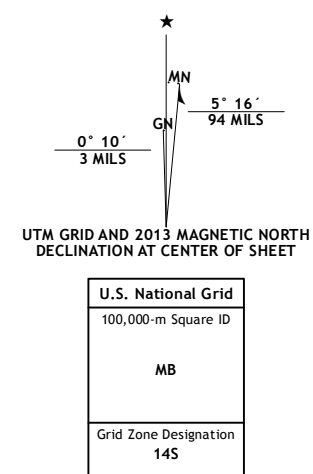 ★
MN
GN
5° 16´
94 MILS
0° 10´
3 MILS
UTM GRID AND 2013 MAGNETIC NORTH
DECLINATION AT CENTER OF SHEET
U.S. National Grid
100,000-m Square ID
MB
Grid Zone Designation
14S